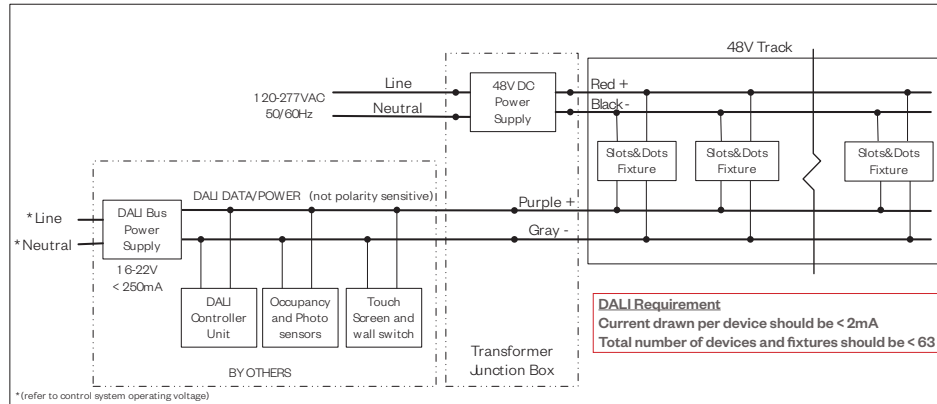 48V Track
Line
Neutral
120-277VAC
50/60Hz
48V DC
Power
Supply
Red +
Black -
Slots&Dots
Fixture
Slots&Dots
Fixture
Slots&Dots
Fixture
DALI DATA/POWER (not polarity sensitive)
*Line
*Neutral
DALI Bus
Power
Supply
16-22V
< 250mA
Purple +
Gray -
DALI
Controller
Unit
Occupancy
and Photo
sensors
Touch
Screen and
wall switch
BY OTHERS
Transformer
Junction Box
DALI Requirement
Current drawn per device should be < 2mA
Total number of devices and fixtures should be < 63
*(refer to control system operating voltage)